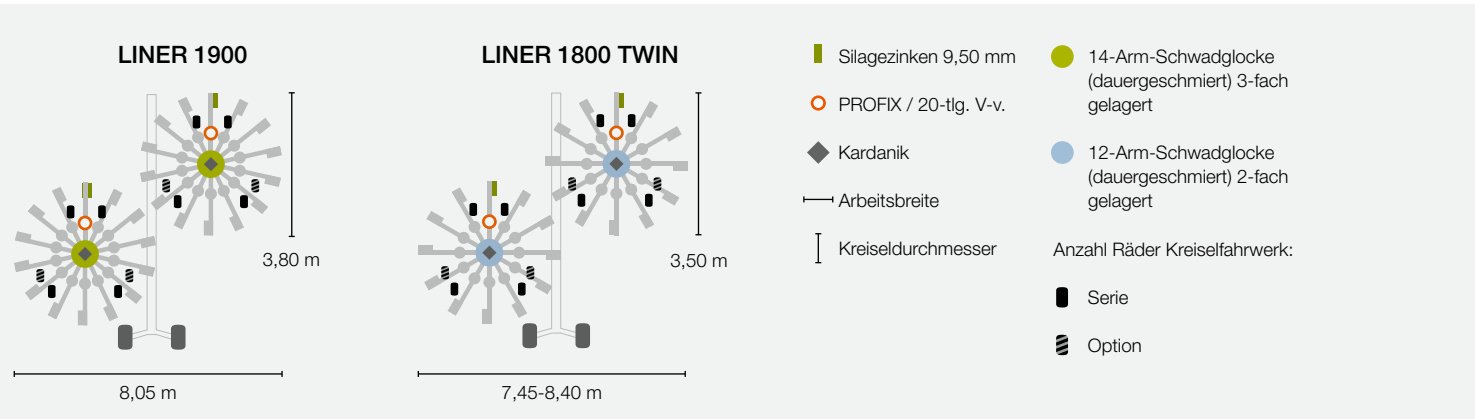 LINER 1900
3,80 m
8,05 m
LINER 1800 TWIN
3,50 m
7,45-8,40 m
Silagezinken 9,50 mm
PROFIX / 20-tlg. V-v.
Kardanik
Arbeitsbreite
Kreiseldurchmesser
14-Arm-Schwadglocke
(dauergeschmiert) 3-fach
gelagert
12-Arm-Schwadglocke
(dauergeschmiert) 2-fach
gelagert
Anzahl Räder Kreiselfahrwerk:
Serie
Option